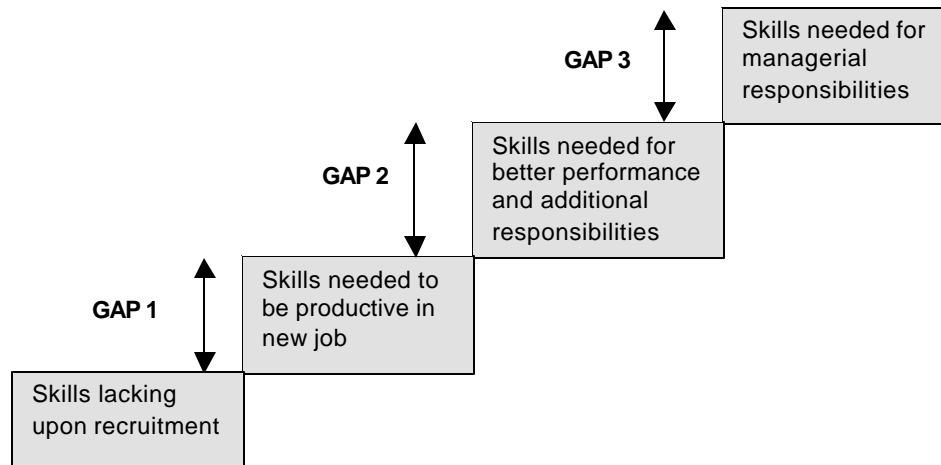 Skills needed for
managerial
responsibilities
GAP 3
Skills needed for
better performance
and additional
responsibilities
GAP 2
Skills needed to
be productive in
new job
GAP 1
Skills lacking
upon recruitment